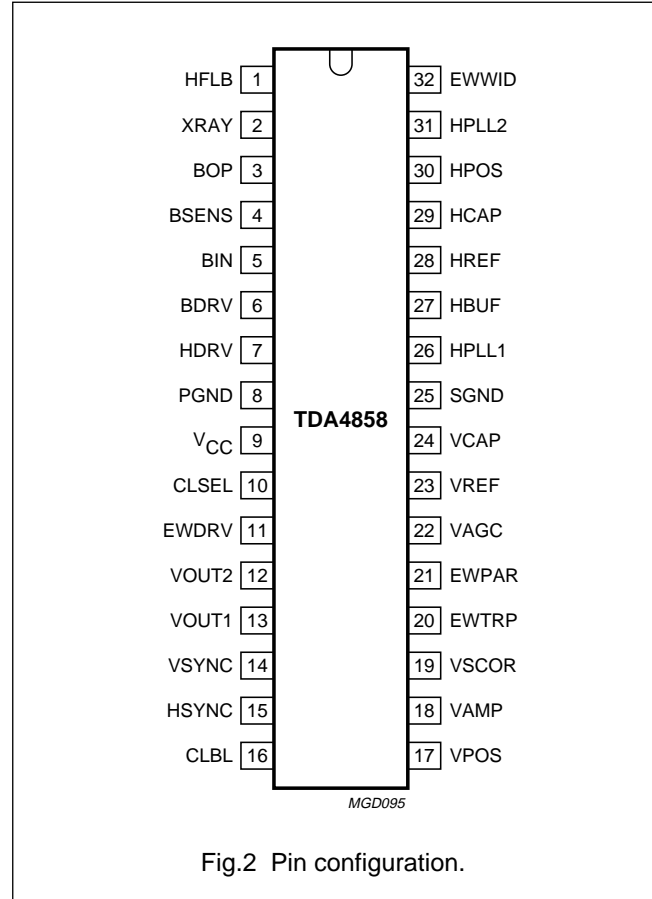 HFLB 1 32 EWWID
XRAY 2 31 HPLL2
BOP 3 30 HPOS
BSENS 4 29 HCAP
BIN 5 28 HREF
BDRV 6 27 HBUF
HDRV 7 26 HPLL1
PGND 8 25 SGND
TDA4858
VCC 9 24 VCAP
CLSEL 10 23 VREF
EWDRV 11 22 VAGC
VOUT2 12 21 EWPAR
VOUT1 13 20 EWTRP
VSYNC 14 19 VSCOR
HSYNC 15 18 VAMP
CLBL 16 17 VPOS
MGD095
Fig.2 Pin configuration.